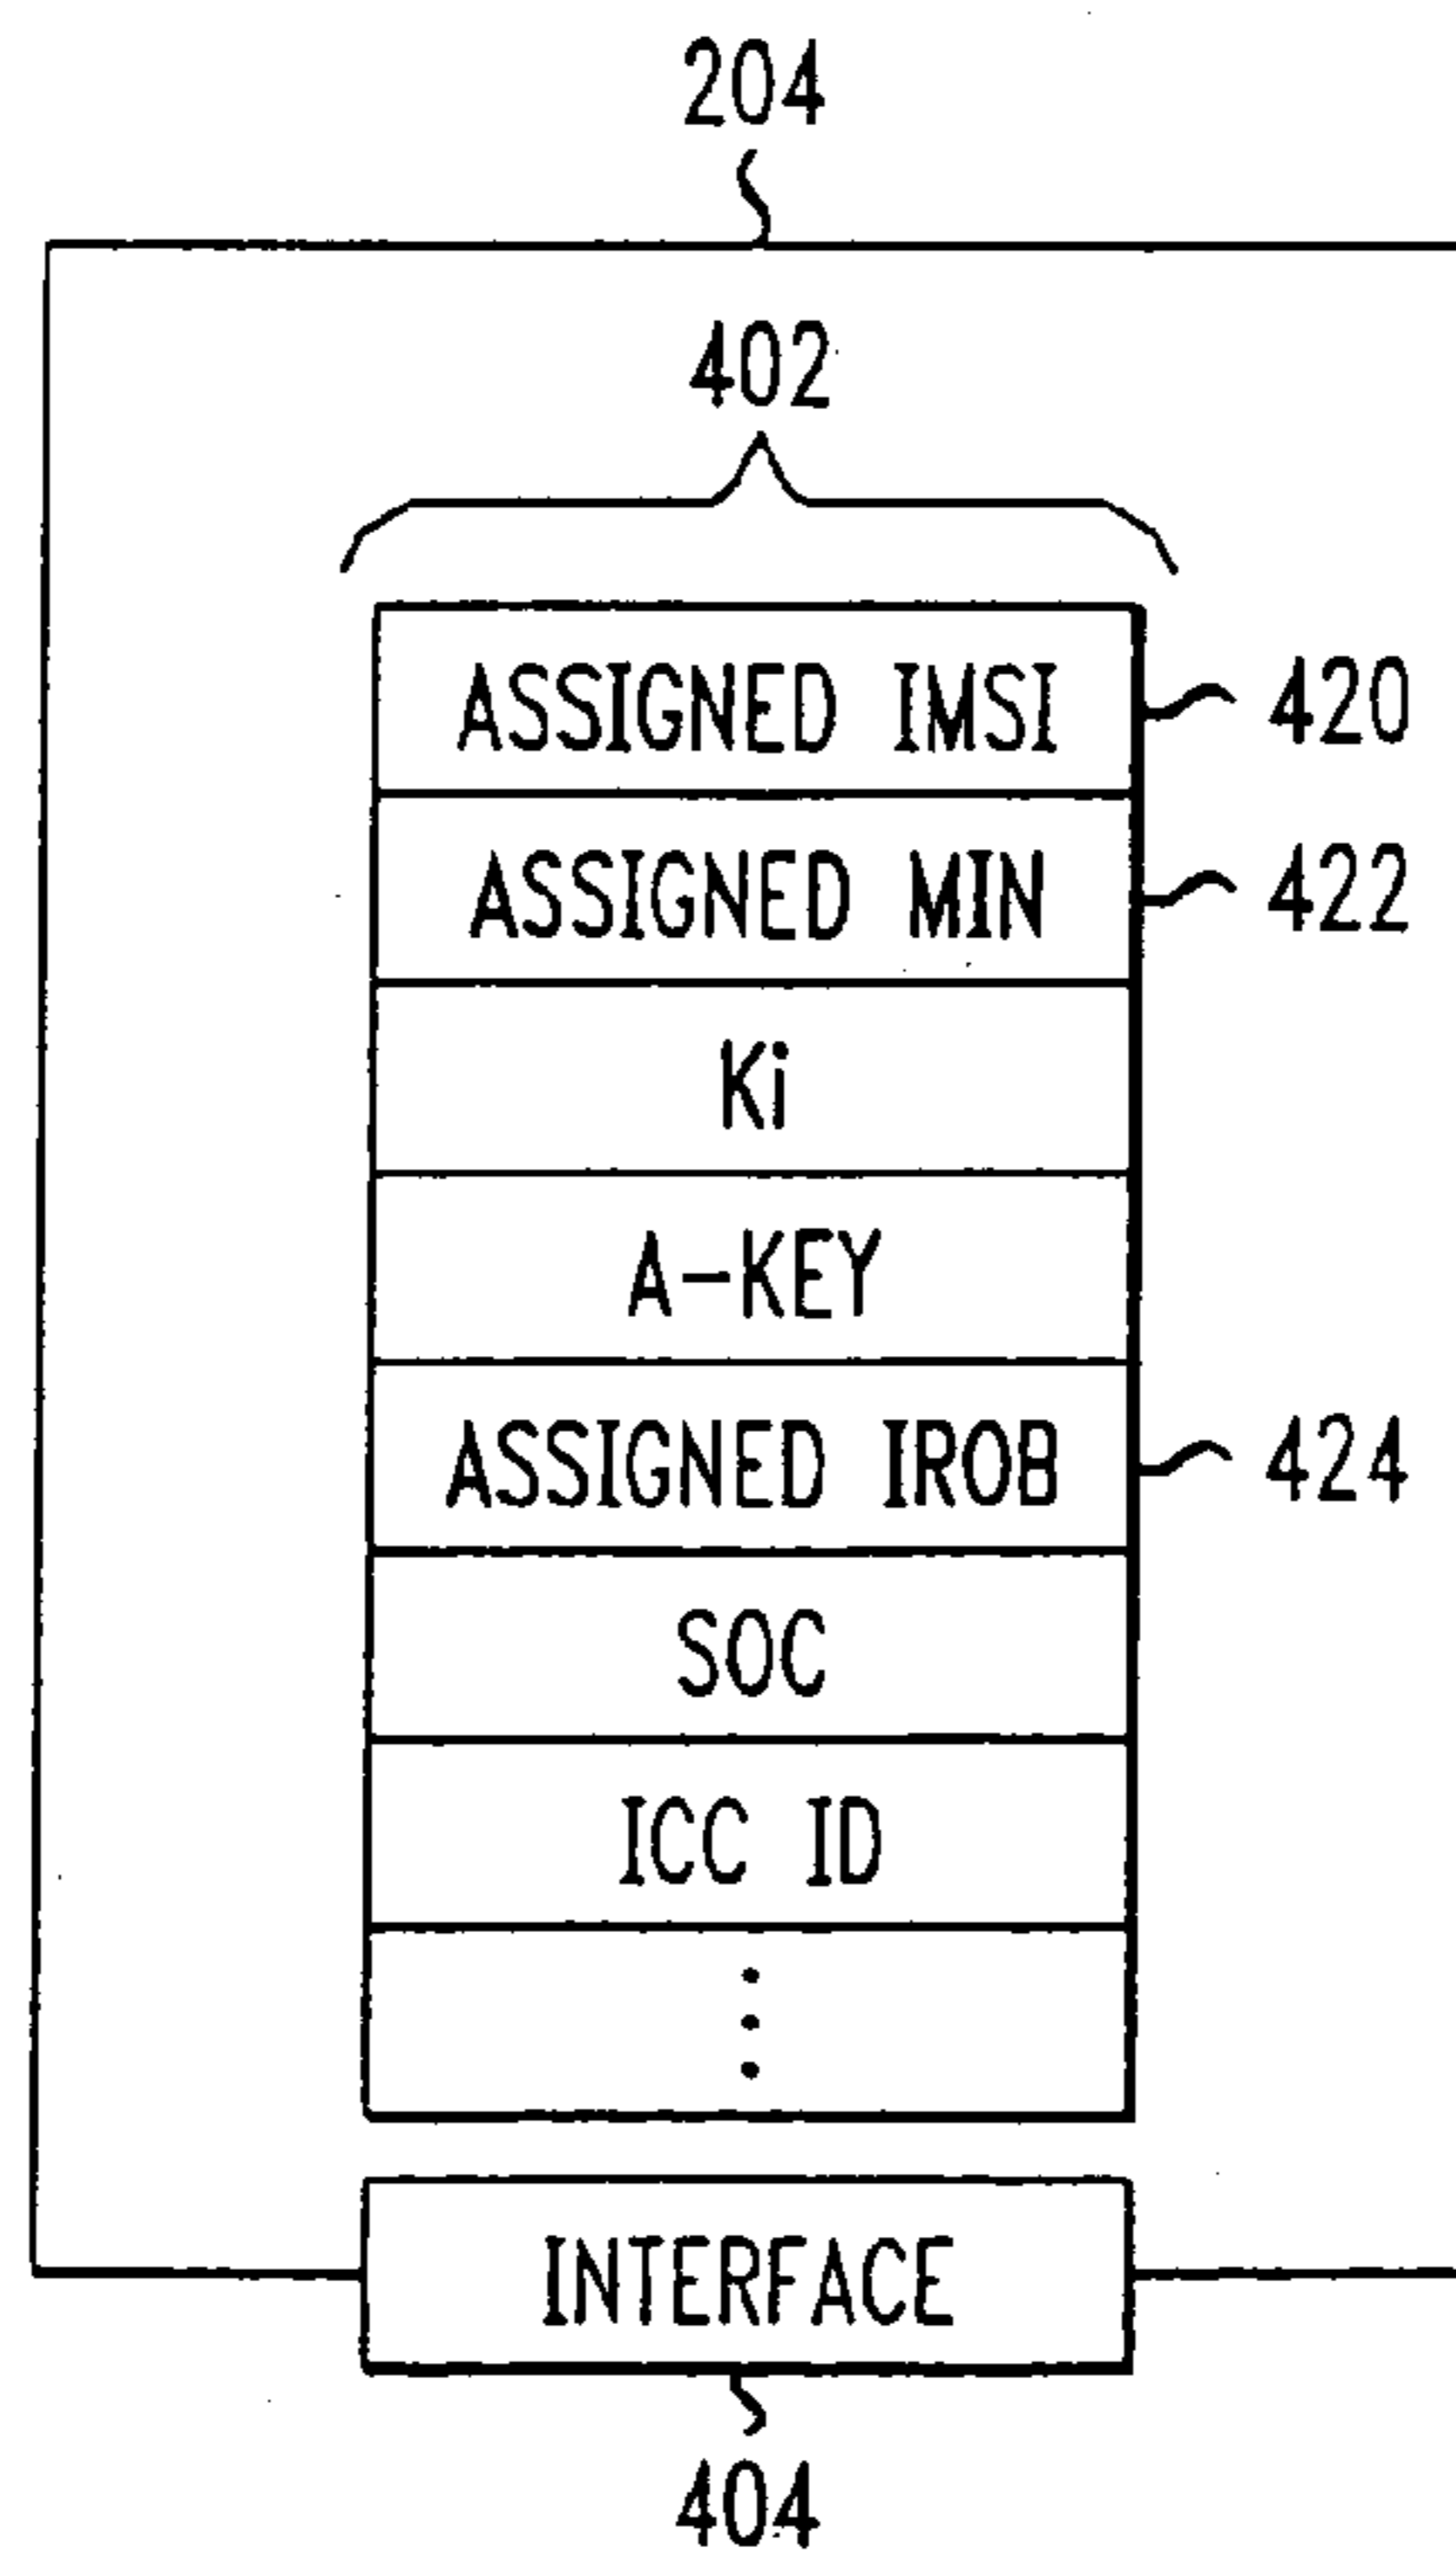 204
402
ASSIGNED IMSI 420
ASSIGNED MIN 422
Ki
A-KEY
ASSIGNED IROB 424
SOC
ICC ID
INTERFACE
404